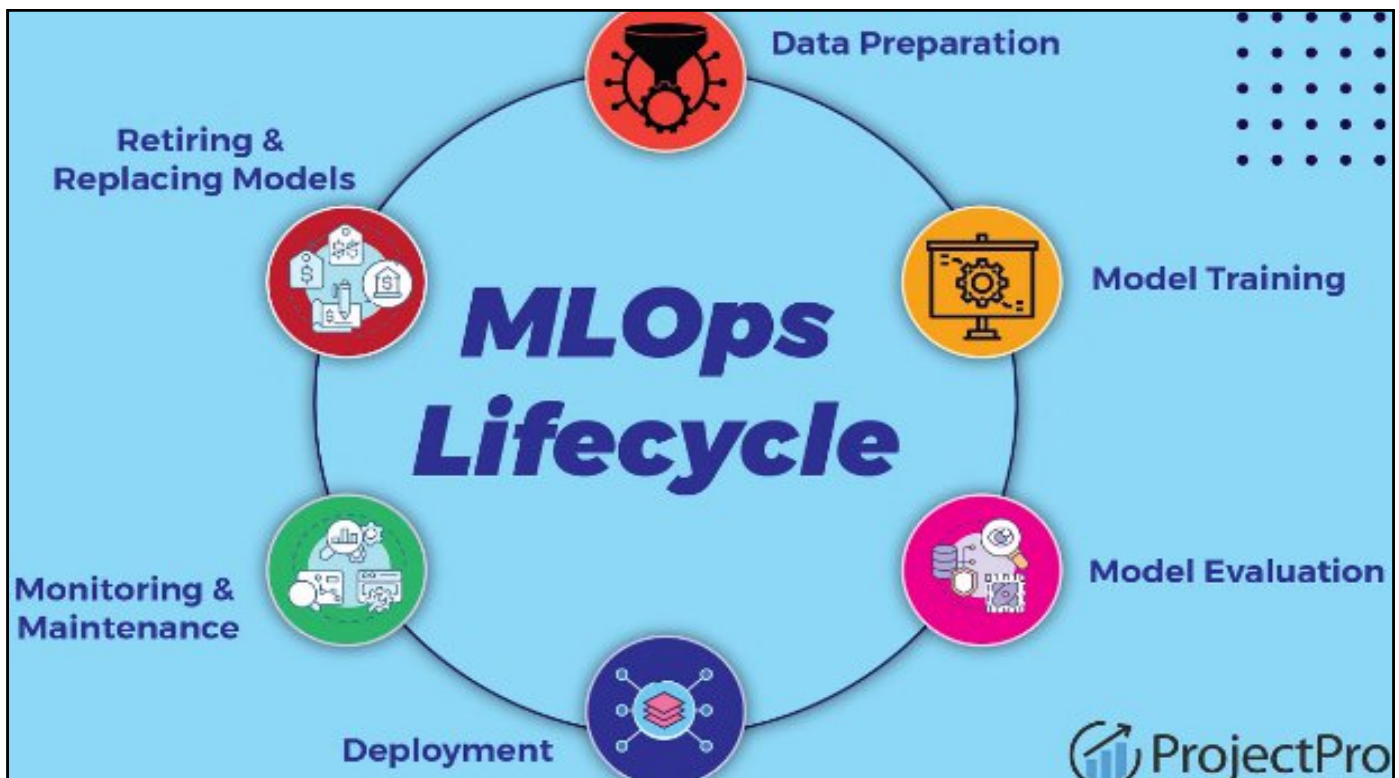 Data Preparation
Retiring &
Replacing Models
Model Training
MLOps
Lifecycle
Model Evaluation
Monitoring &
Maintenance
Deployment
ProjectPro